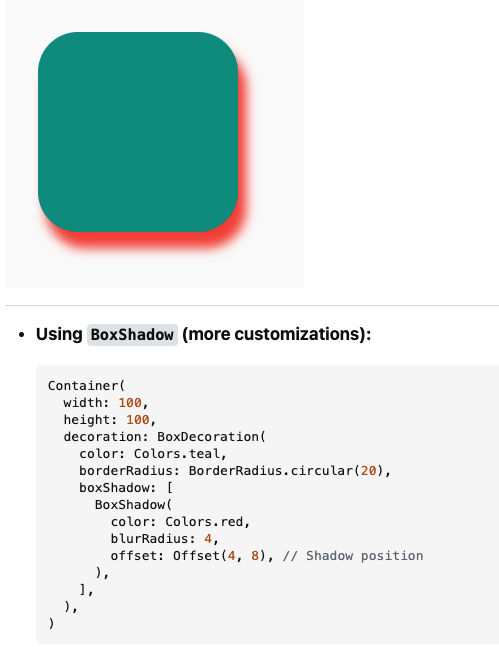 • Using BoxShadow (more customizations):
Container(
  width: 100,
  height: 100,
  decoration: BoxDecoration(
    color: Colors.teal,
    borderRadius: BorderRadius.circular(20),
    boxShadow: [
      BoxShadow(
        color: Colors.red,
        blurRadius: 4,
        offset: Offset(4, 8), // Shadow position
      ),
    ],
  ),
)